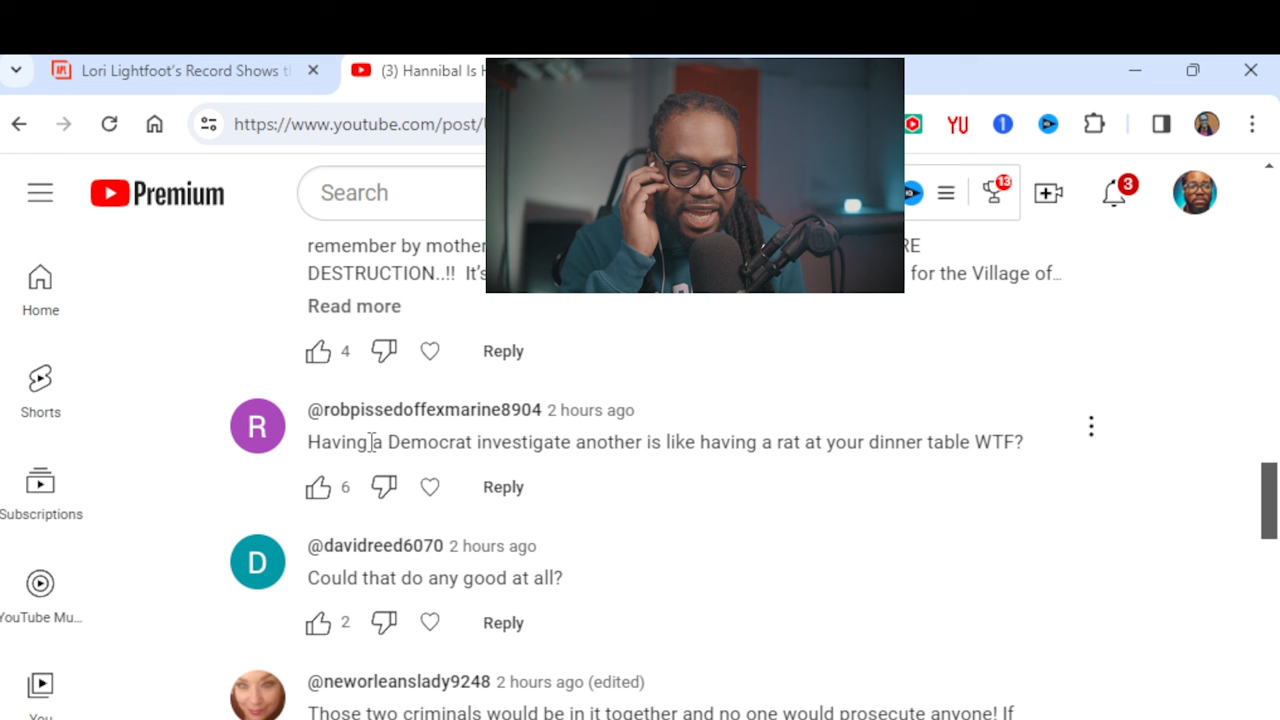 Lori Lightfoot's Record Shows t
(3) Hannibal Is H
https://www.youtube.com/post/
YU
1
Premium
Search
13
3
remember by mother
RE
DESTRUCTION..!! It's
for the Village of…
Read more
Home
4
Reply
Shorts
R
@robpissedoffexmarine8904 2 hours ago
Having a Democrat investigate another is like having a rat at your dinner table WTF?
6
Reply
Subscriptions
D
@davidreed6070 2 hours ago
Could that do any good at all?
YouTube Mu...
2
Reply
@neworleanslady9248 2 hours ago (edited)
Those two criminals would be in it together and no one would prosecute anyone! If
You